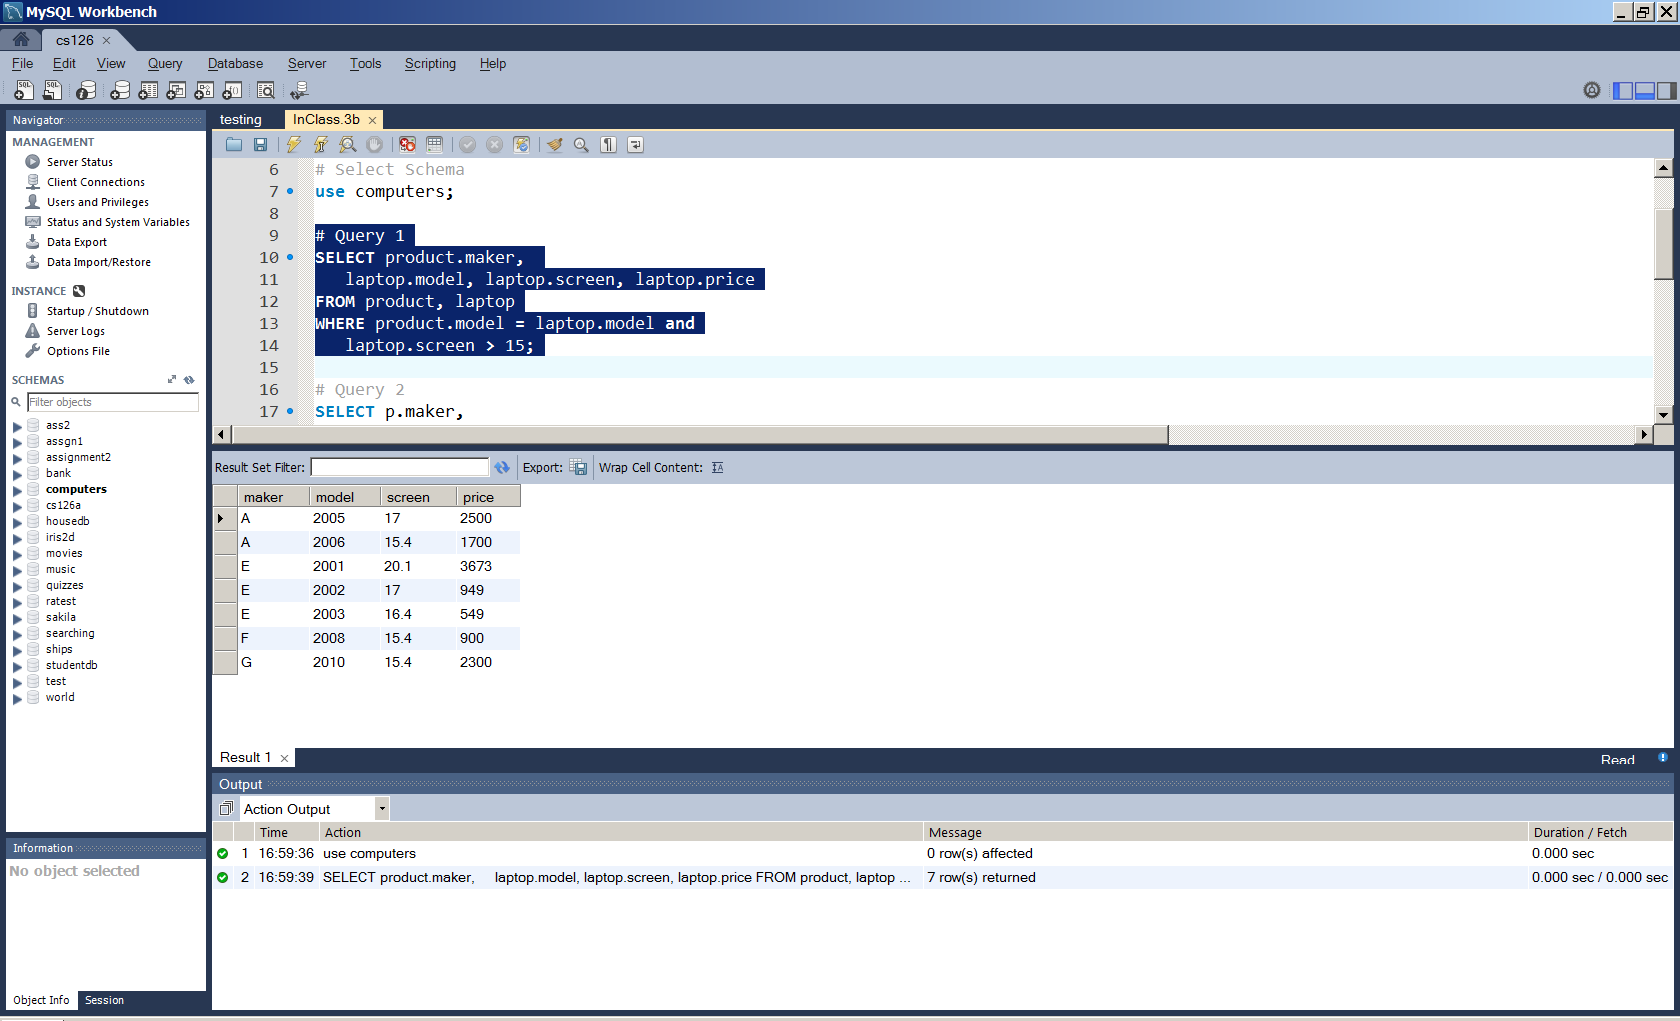 MySQL Workbench
cs126
File Edit View Query Database Server Tools Scripting Help
Navigator
MANAGEMENT
Server Status
Client Connections
Users and Privileges
Status and System Variables
Data Export
Data Import/Restore
INSTANCE
Startup / Shutdown
Server Logs
Options File
SCHEMAS
Filter objects
ass2
assgn1
assignment2
bank
computers
cs126a
housedb
iris2d
movies
music
quizzes
ratest
sakila
searching
ships
studentdb
test
world
Information
No object selected
Object Info Session
testing InClass.3b
6 # Select Schema
7 use computers;
8
9 # Query 1
10 SELECT product.maker,
11 laptop.model, laptop.screen, laptop.price
12 FROM product, laptop
13 WHERE product.model = laptop.model and
14 laptop.screen > 15;
15
16 # Query 2
17 SELECT p.maker,
Result Set Filter: Export: Wrap Cell Content:
maker model screen price
A 2005 17 2500
A 2006 15.4 1700
E 2001 20.1 3673
E 2002 17 949
E 2003 16.4 549
F 2008 15.4 900
G 2010 15.4 2300
Result 1 Read
Output
Action Output
Time Action Message Duration / Fetch
1 16:59:36 use computers 0 row(s) affected 0.000 sec
2 16:59:39 SELECT product.maker, laptop.model, laptop.screen, laptop.price FROM product, laptop ... 7 row(s) returned 0.000 sec / 0.000 sec